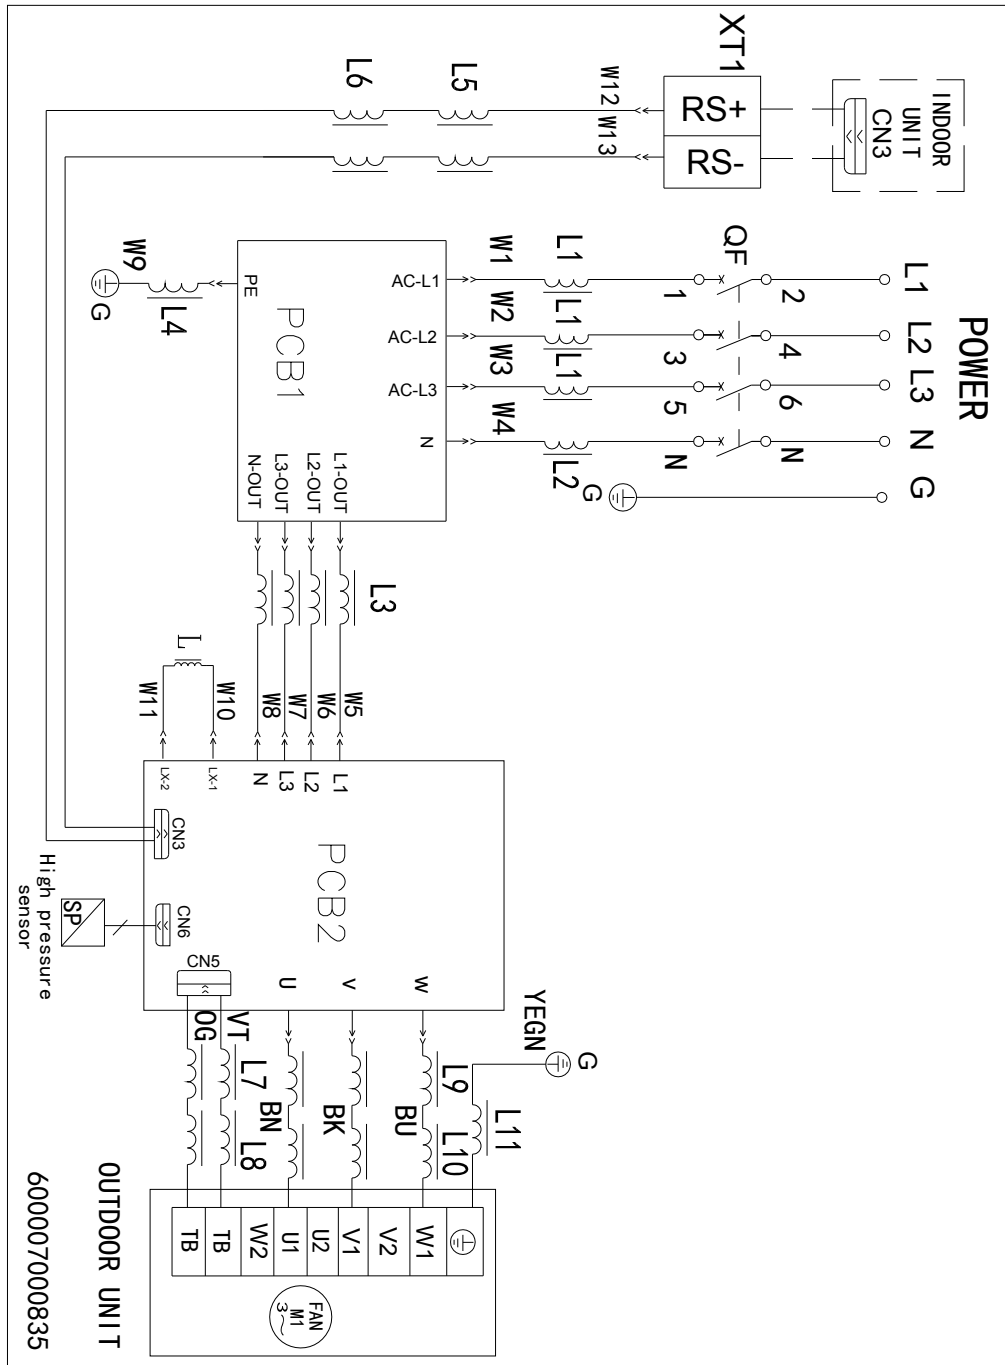 XT1
L6
L5
W12
W13
RS+
RS-
INDOOR
UNIT
CN3
W9
G
L4
PE
PCB1
AC-L1
AC-L2
AC-L3
N
W1
W2
W3
W4
L1
L1
L1
L2
QF
1
2
3
4
5
6
N
N
L1
L2
L3
N
G
POWER
G
N-OUT
L3-OUT
L2-OUT
L1-OUT
L3
L
W11
W10
W8
W7
W6
W5
LX-2
LX-1
N
L3
L2
L1
CN3
PCB2
CN6
SP
High pressure
sensor
CN5
U
V
W
YEGN
G
OG
VT
L7
L8
BN
BK
BU
L9
L10
L11
TB
TB
W2
U1
U2
V1
V2
W1
FAN
M1
3~
OUTDOOR UNIT
600007000835